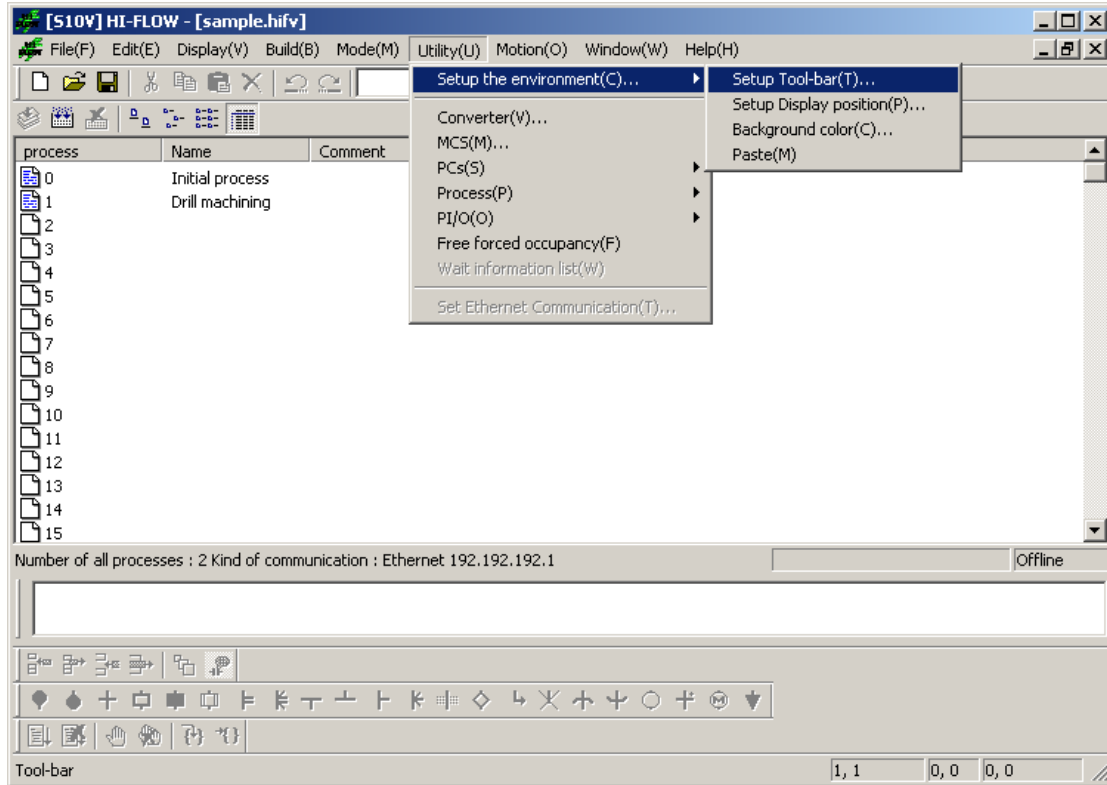 [S10V] HI-FLOW - [sample.hifv]
File(F) Edit(E) Display(V) Build(B) Mode(M) Utility(U) Motion(O) Window(W) Help(H)
Setup the environment(C)...
Converter(V)...
MCS(M)...
PCs(S)
Process(P)
PI/O(O)
Free forced occupancy(F)
Wait information list(W)
Set Ethernet Communication(T)...
Setup Tool-bar(T)...
Setup Display position(P)...
Background color(C)...
Paste(M)
process Name Comment
0 Initial process
1 Drill machining
2
3
4
5
6
7
8
9
10
11
12
13
14
15
Number of all processes : 2 Kind of communication : Ethernet 192.192.192.1 Offline
Tool-bar 1, 1 0, 0 0, 0